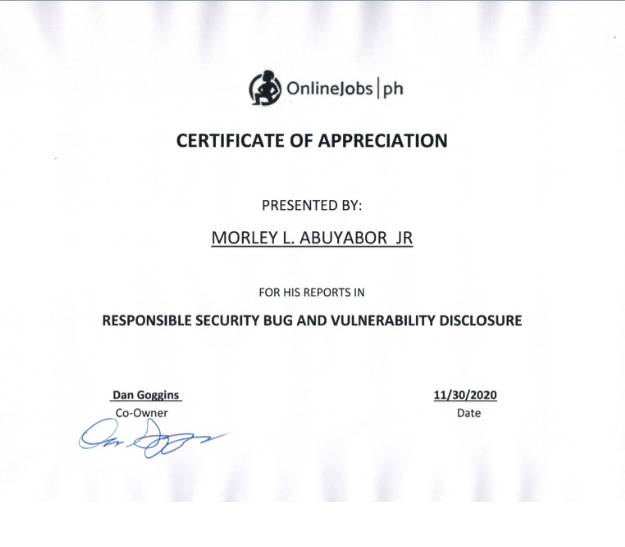 OnlineJobs|ph
CERTIFICATE OF APPRECIATION
PRESENTED BY:
MORLEY L. ABUYABOR JR
FOR HIS REPORTS IN
RESPONSIBLE SECURITY BUG AND VULNERABILITY DISCLOSURE
Dan Goggins
Co-Owner
11/30/2020
Date